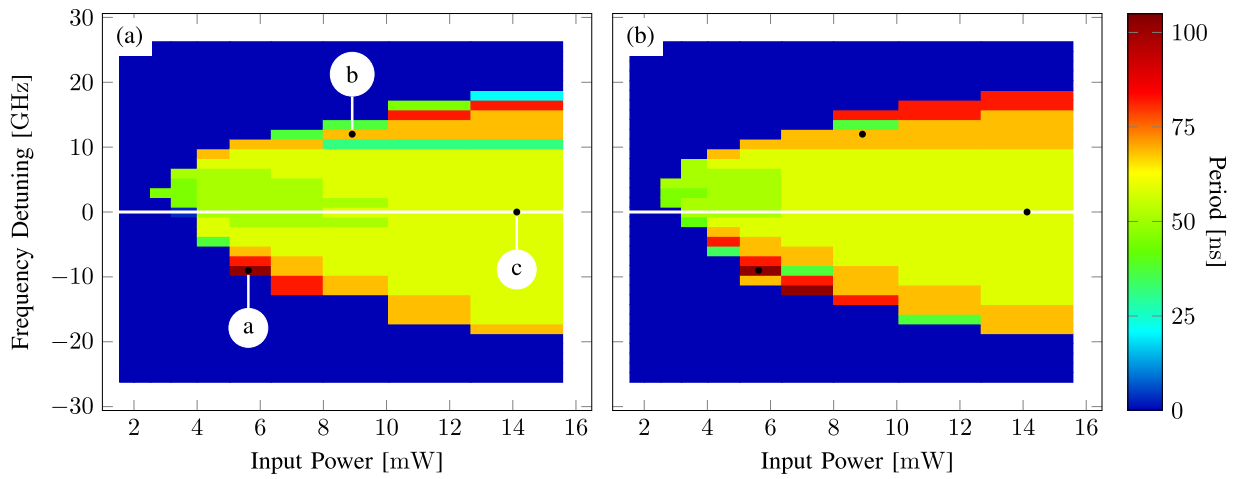 (a)
(b)
30
20
10
0
−10
−20
−30
Frequency Detuning [GHz]
b
c
a
2 4 6 8 10 12 14 16
Input Power [mW]
2 4 6 8 10 12 14 16
Input Power [mW]
100
75
50
25
0
Period [ns]